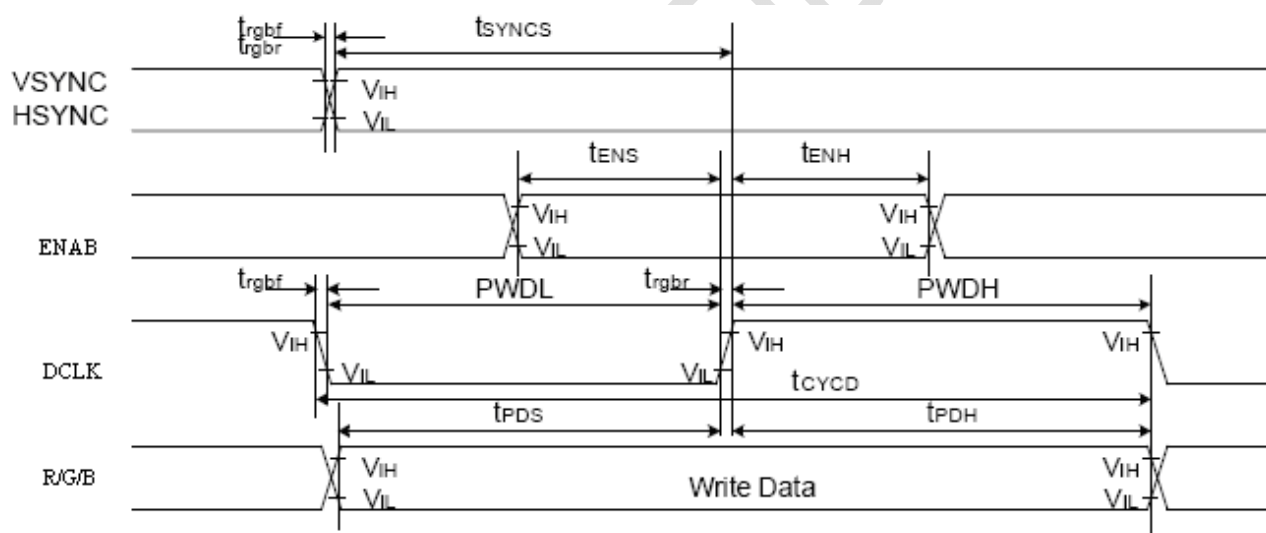 trgbf
trgbr
tSYNCS
VSYNC
HSYNC
VIH
VIL
tENS
tENH
ENAB
VIH
VIL
VIH
VIL
trgbf
PWDL
trgbr
PWDH
DCLK
VIH
VIL
VIL
VIH
VIH
tCYCD
tPDS
tPDH
R/G/B
VIH
VIL
Write Data
VIH
VIL